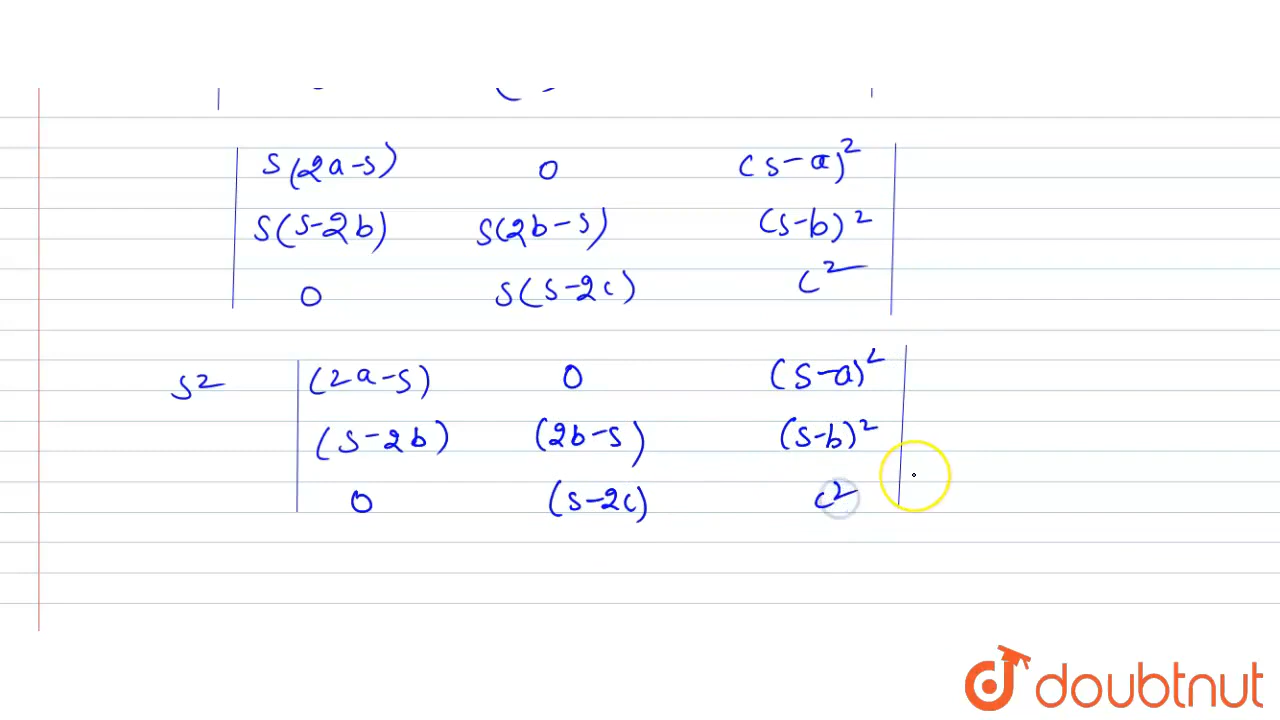 s(2a-s) 0 (s-a)²
s(s-2b) s(2b-s) (s-b)²
0 s(s-2c) c²
s² (2a-s) 0 (s-a)²
(s-2b) (2b-s) (s-b)²
0 (s-2c) c²
doubtnut